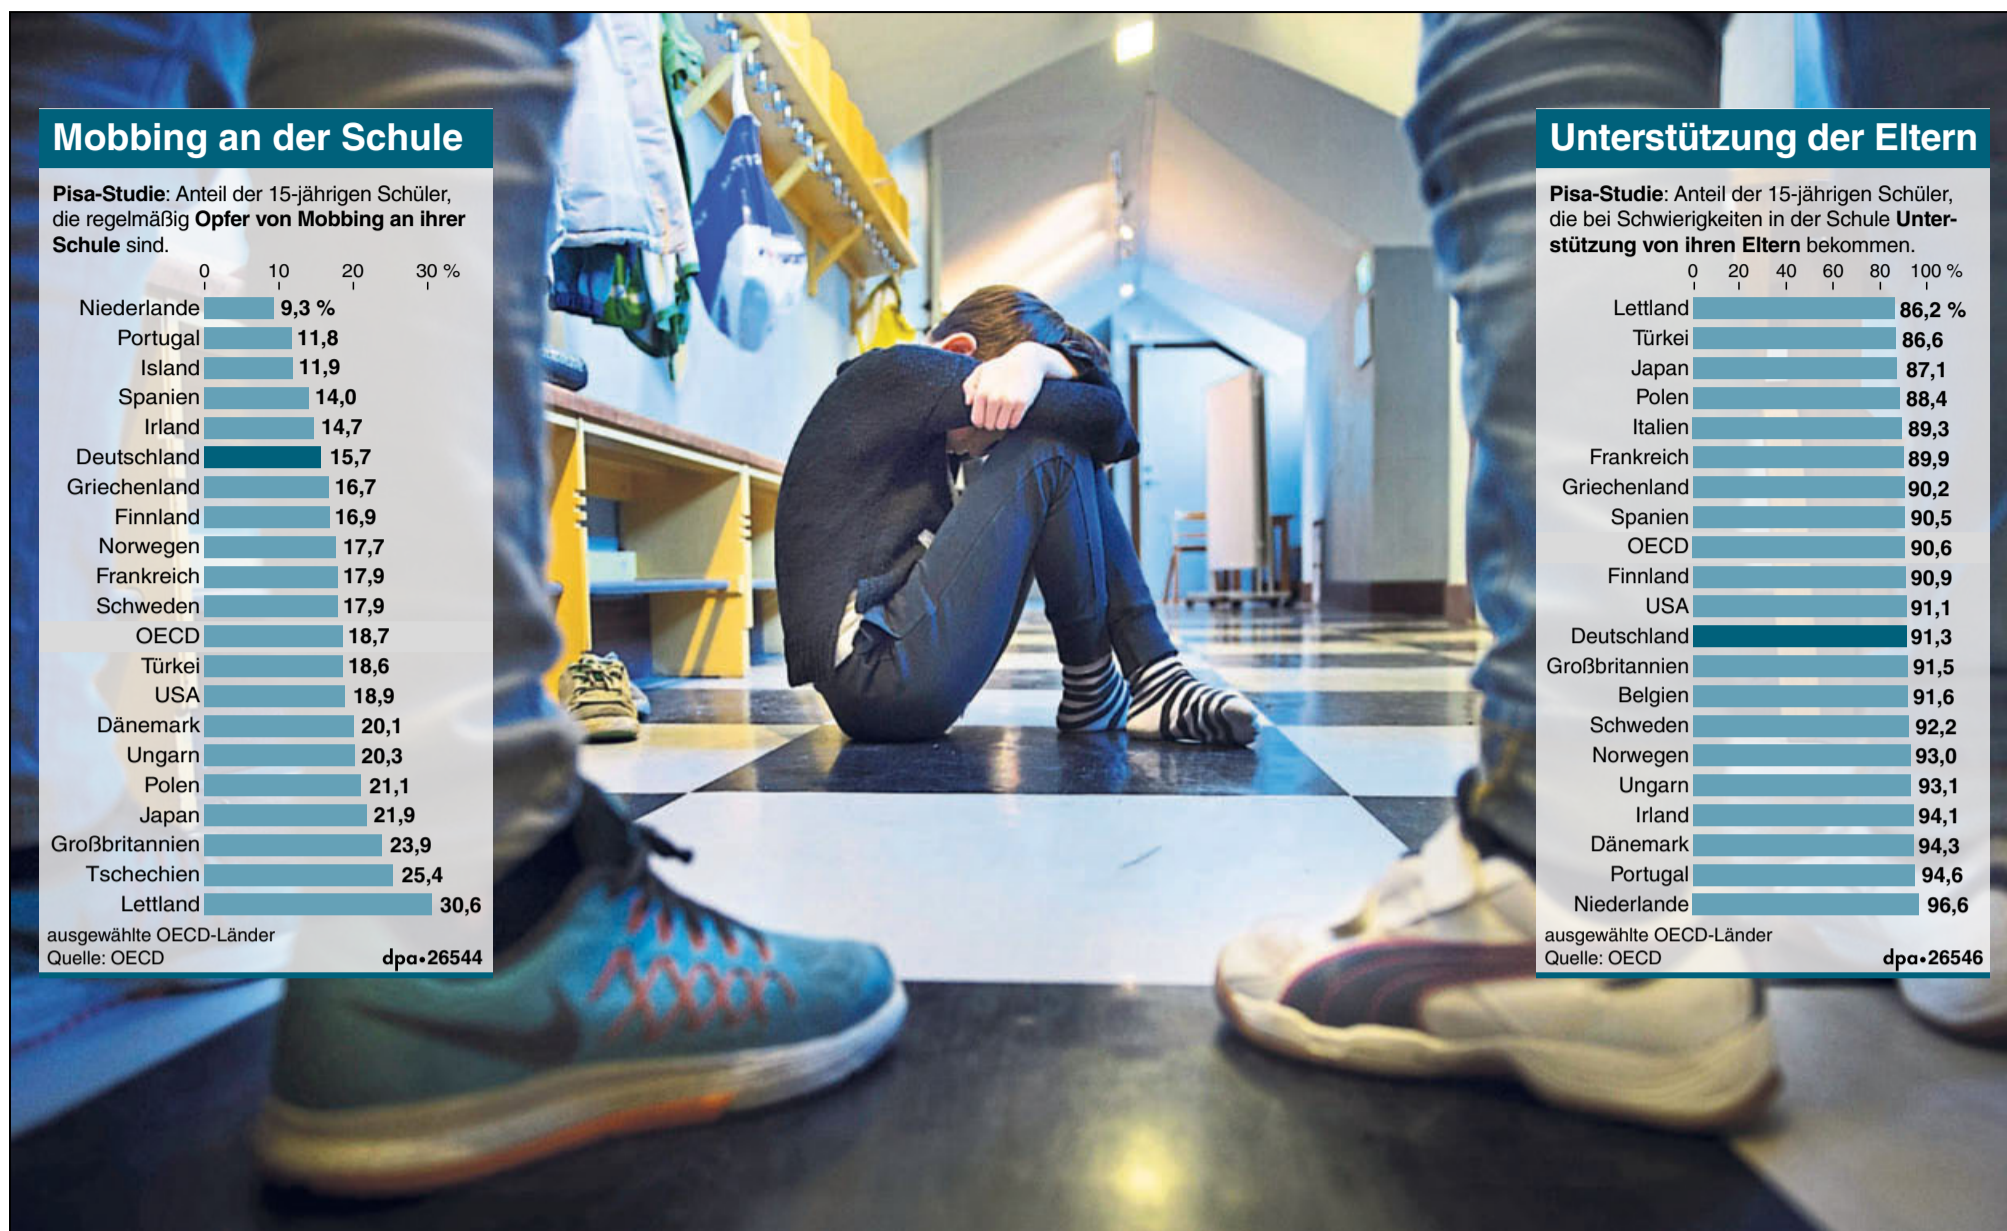 Mobbing an der Schule
Pisa-Studie: Anteil der 15-jährigen Schüler,
die regelmäßig Opfer von Mobbing an ihrer
Schule sind.
0 10 20 30 %
Niederlande 9,3 %
Portugal 11,8
Island 11,9
Spanien 14,0
Irland 14,7
Deutschland 15,7
Griechenland 16,7
Finnland 16,9
Norwegen 17,7
Frankreich 17,9
Schweden 17,9
OECD 18,7
Türkei 18,6
USA 18,9
Dänemark 20,1
Ungarn 20,3
Polen 21,1
Japan 21,9
Großbritannien 23,9
Tschechien 25,4
Lettland 30,6
ausgewählte OECD-Länder
Quelle: OECD dpa•26544
Unterstützung der Eltern
Pisa-Studie: Anteil der 15-jährigen Schüler,
die bei Schwierigkeiten in der Schule Unter-
stützung von ihren Eltern bekommen.
0 20 40 60 80 100 %
Lettland 86,2 %
Türkei 86,6
Japan 87,1
Polen 88,4
Italien 89,3
Frankreich 89,9
Griechenland 90,2
Spanien 90,5
OECD 90,6
Finnland 90,9
USA 91,1
Deutschland 91,3
Großbritannien 91,5
Belgien 91,6
Schweden 92,2
Norwegen 93,0
Ungarn 93,1
Irland 94,1
Dänemark 94,3
Portugal 94,6
Niederlande 96,6
ausgewählte OECD-Länder
Quelle: OECD dpa•26546